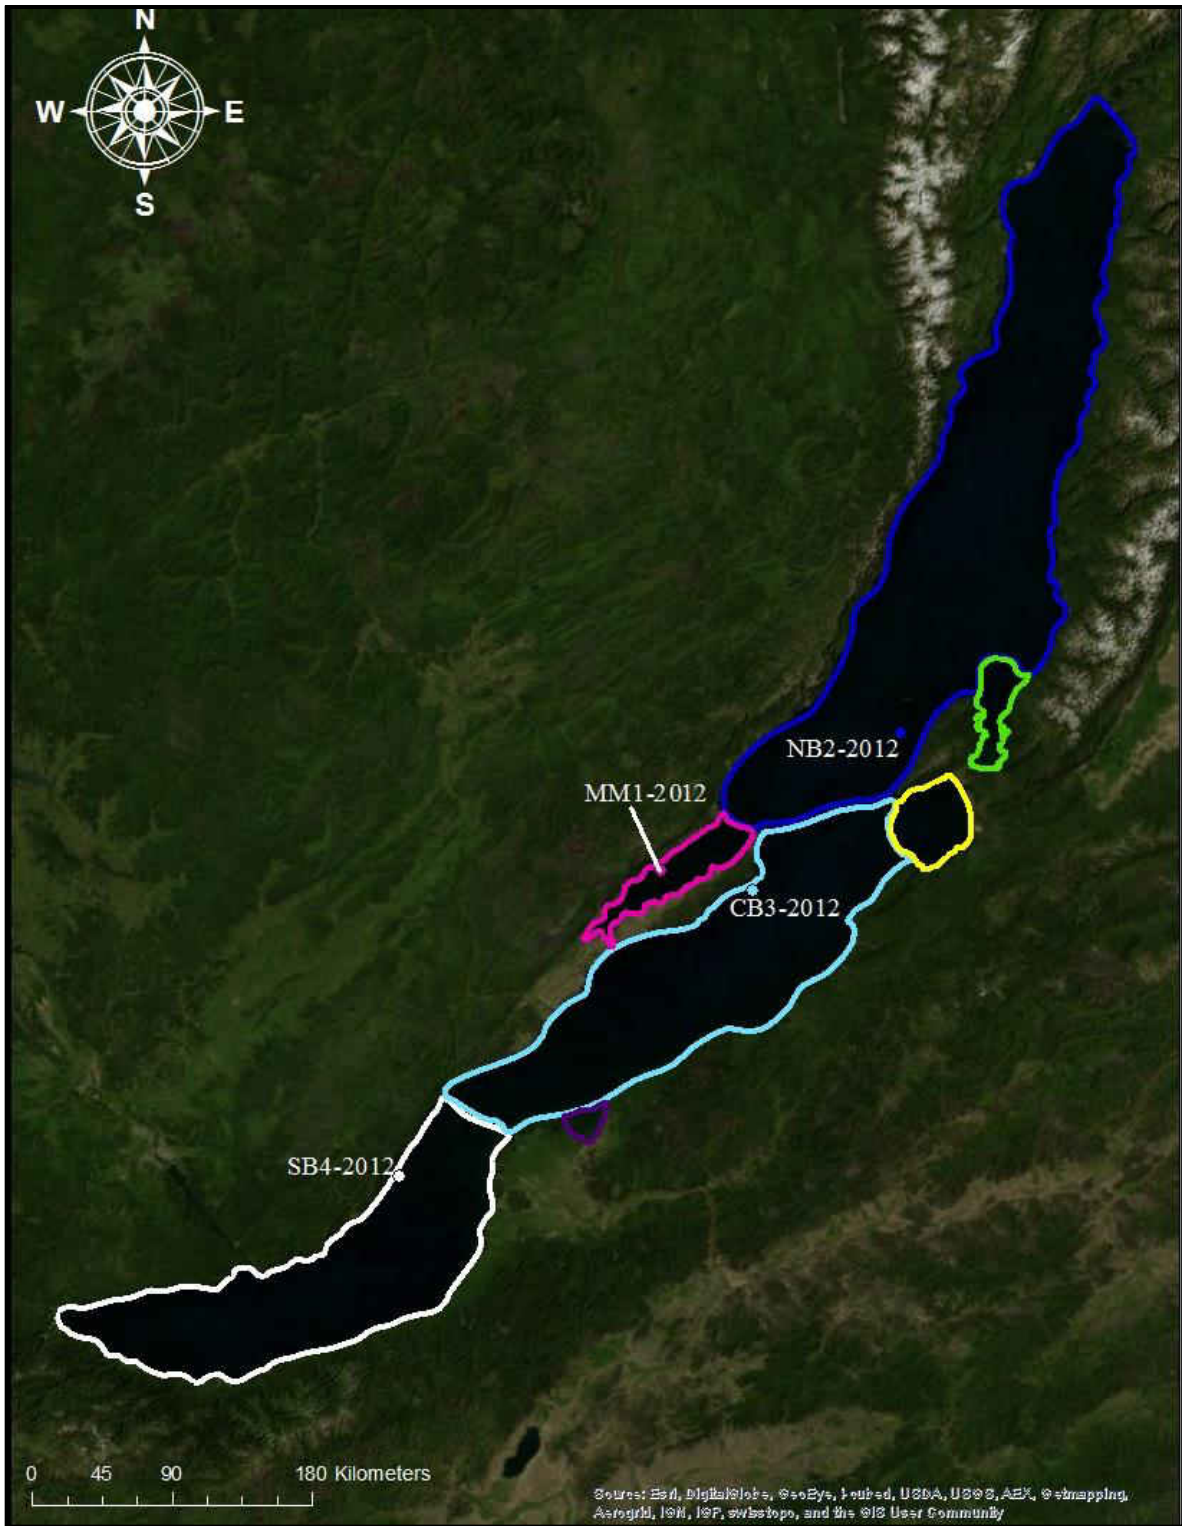 N
W E
S
NB2-2012
MM1-2012
CB3-2012
SB4-2012
0 45 90 180 Kilometers
Source: Esri, DigitalGlobe, GeoEye, i-cubed, USDA, USGS, AEX, Getmapping,
Aerogrid, IGN, IGP, swisstopo, and the GIS User Community